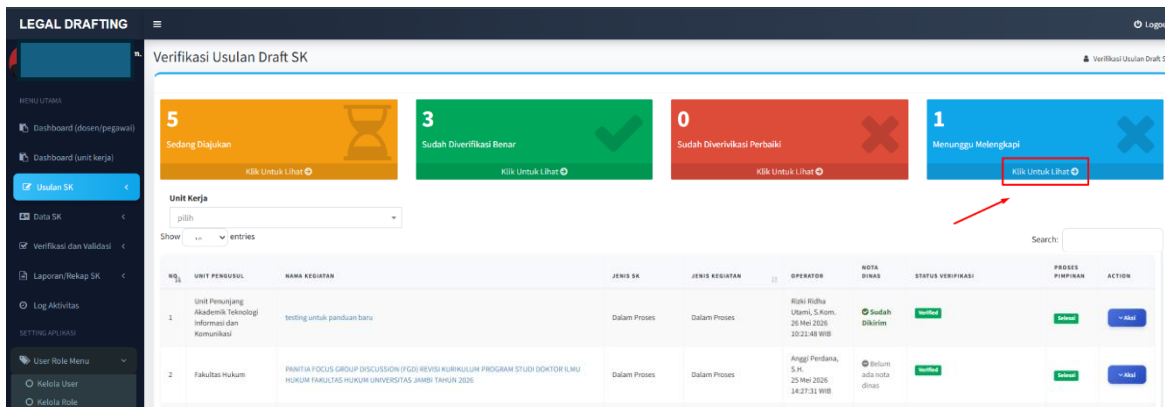 LEGAL DRAFTING
Logou
n.
Verifikasi Usulan Draft SK
Verifikasi Usulan Draft S
MENU UTAMA
Dashboard (dosen/pegawai)
Dashboard (unit kerja)
Usulan SK
Data SK
Verifikasi dan Validasi
Laporan/Rekap SK
Log Aktivitas
SETTING APLIKASI
User Role Menu
Kelola User
Kelola Role
5
Sedang Diajukan
Klik Untuk Lihat
3
Sudah Diverifikasi Benar
Klik Untuk Lihat
0
Sudah Diverivikasi Perbaiki
Klik Untuk Lihat
1
Menunggu Melengkapi
Klik Untuk Lihat
Unit Kerja
pilih
Show 10 entries
Search:
NO
UNIT PENGUSUL
NAMA KEGIATAN
JENIS SK
JENIS KEGIATAN
OPERATOR
NOTA
DINAS
STATUS VERIFIKASI
PROSES
PIMPINAN
ACTION
1
Unit Penunjang
Akademik Teknologi
Informasi dan
Komunikasi
testing untuk panduan baru
Dalam Proses
Dalam Proses
Rizki Ridha
Utami, S.Kom.
26 Mei 2026
10:21:48 WIB
Sudah
Dikirim
Verified
Selesai
Aksi
2
Fakultas Hukum
PANITIA FOCUS GROUP DISCUSSION (FGD) REVISI KURIKULUM PROGRAM STUDI DOKTOR ILMU
HUKUM FAKULTAS HUKUM UNIVERSITAS JAMBI TAHUN 2026
Dalam Proses
Dalam Proses
Anggi Perdana,
S.H.
25 Mei 2026
14:27:31 WIB
Belum
ada nota
dinas
Verified
Selesai
Aksi